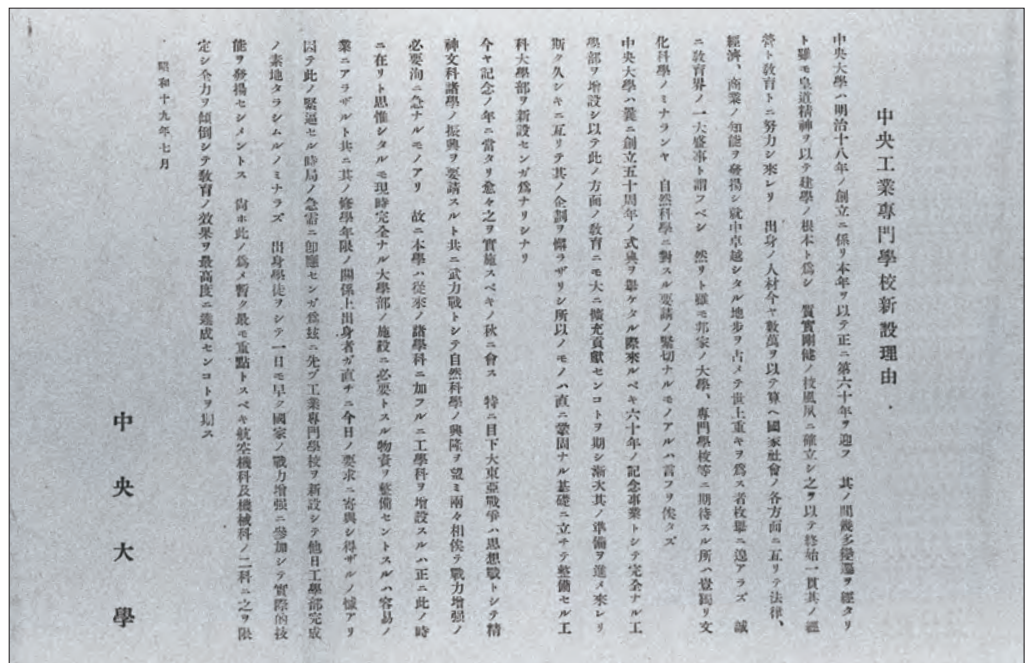 中央工業專門學校新設理由
中央大學ハ明治十八年ノ創立ニ係リ本年ヲ以テ正ニ第六十年ヲ迎フ 其ノ間幾多變遷ヲ經タリ
ト雖モ皇道精神ヲ以テ建學ノ根本ト爲シ 質實剛健ノ校風夙ニ確立シ之ヲ以テ終始一貫其ノ經
營ト教育トニ努力シ來レリ 出身ノ人材今ヤ數萬ヲ以テ算ヘ國家社會ノ各方面ニ亙リテ法律、
經濟、商業ノ知能ヲ發揚シ就中卓越シタル地步ヲ占メテ世上重キヲ爲ス者枚擧ニ遑アラズ 誠
ニ教育界ノ一大盛事ト謂フベシ 然リト雖モ邦家ノ大學、專門學校等ニ期待スル所ハ豈獨リ文
化科學ノミナランヤ 自然科學ニ對スル要請ノ緊切ナルモノアルハ言フヲ俟タズ
中央大學ハ曩ニ創立五十周年ノ式典ヲ擧ケタル際來ルベキ六十年ノ記念事業トシテ完全ナル工
學部ヲ增設シ以テ此ノ方面ノ教育ニモ大ニ擴充貢獻センコトヲ期シ漸次其ノ準備ヲ進メ來レリ
斯ク久シキニ亙リテ其ノ企劃ヲ懈ラザリシ所以ノモノハ直ニ鞏固ナル基礎ニ立チテ整備セル工
科大學部ヲ新設センガ爲ナリシナリ
今ヤ記念ノ年ニ當タリ愈々之ヲ實施スベキノ秋ニ會ス 特ニ目下大東亞戰爭ハ思想戰トシテ精
神文科諸學ノ振興ヲ要請スルト共ニ武力戰トシテ自然科學ノ興隆ヲ望ミ兩々相俟ヲ戰力增强ノ
必要洵ニ急ナルモノアリ 故ニ本學ハ從來ノ諸學科ニ加フルニ工學科ヲ增設スルハ正ニ此ノ時
ニ在リト思惟シタルモ現時完全ナル大學部ノ施設ニ必要トスル物資ヲ整備セントスルハ容易ノ
業ニアラザルト共ニ其ノ修學年限ノ關係上出身者ガ直チニ今日ノ要求ニ寄與シ得ザルノ憾アリ
因テ此ノ緊逼セル時局ノ急需ニ卽應センガ爲玆ニ先ヅ工業專門學校ヲ新設シテ他日工學部完成
ノ素地タラシムルノミナラズ 出身學徒ヲシテ一日モ早ク國家ノ戰力增强ニ參加シテ實際的技
能ヲ發揚セシメントス 尙ホ此ノ爲メ暫ク最モ重點トスベキ航空機科及機械科ノ二科ニ之ヲ限
定シ全力ヲ傾倒シテ教育ノ效果ヲ最高度ニ達成センコトヲ期ス
昭和十九年七月
中央大學